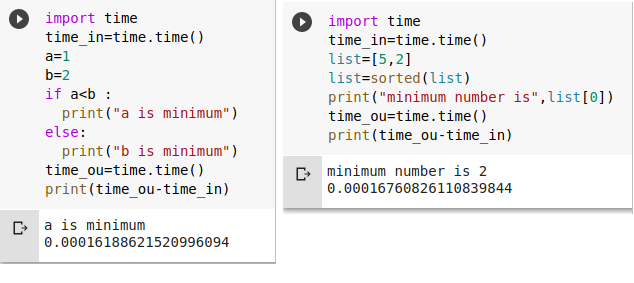 import time
time_in=time.time()
a=1
b=2
if a<b :
  print("a is minimum")
else:
  print("b is minimum")
time_ou=time.time()
print(time_ou-time_in)
a is minimum
0.00016188621520996094
import time
time_in=time.time()
list=[5,2]
list=sorted(list)
print("minimum number is",list[0])
time_ou=time.time()
print(time_ou-time_in)
minimum number is 2
0.00016760826110839844